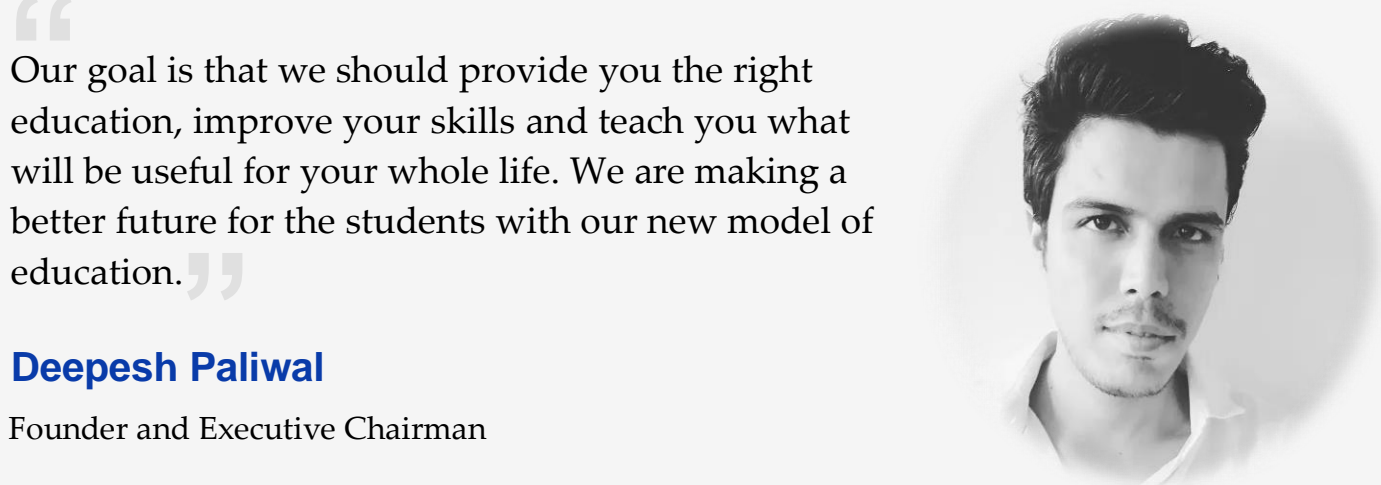 “
Our goal is that we should provide you the right
education, improve your skills and teach you what
will be useful for your whole life. We are making a
better future for the students with our new model of
education.”
Deepesh Paliwal
Founder and Executive Chairman